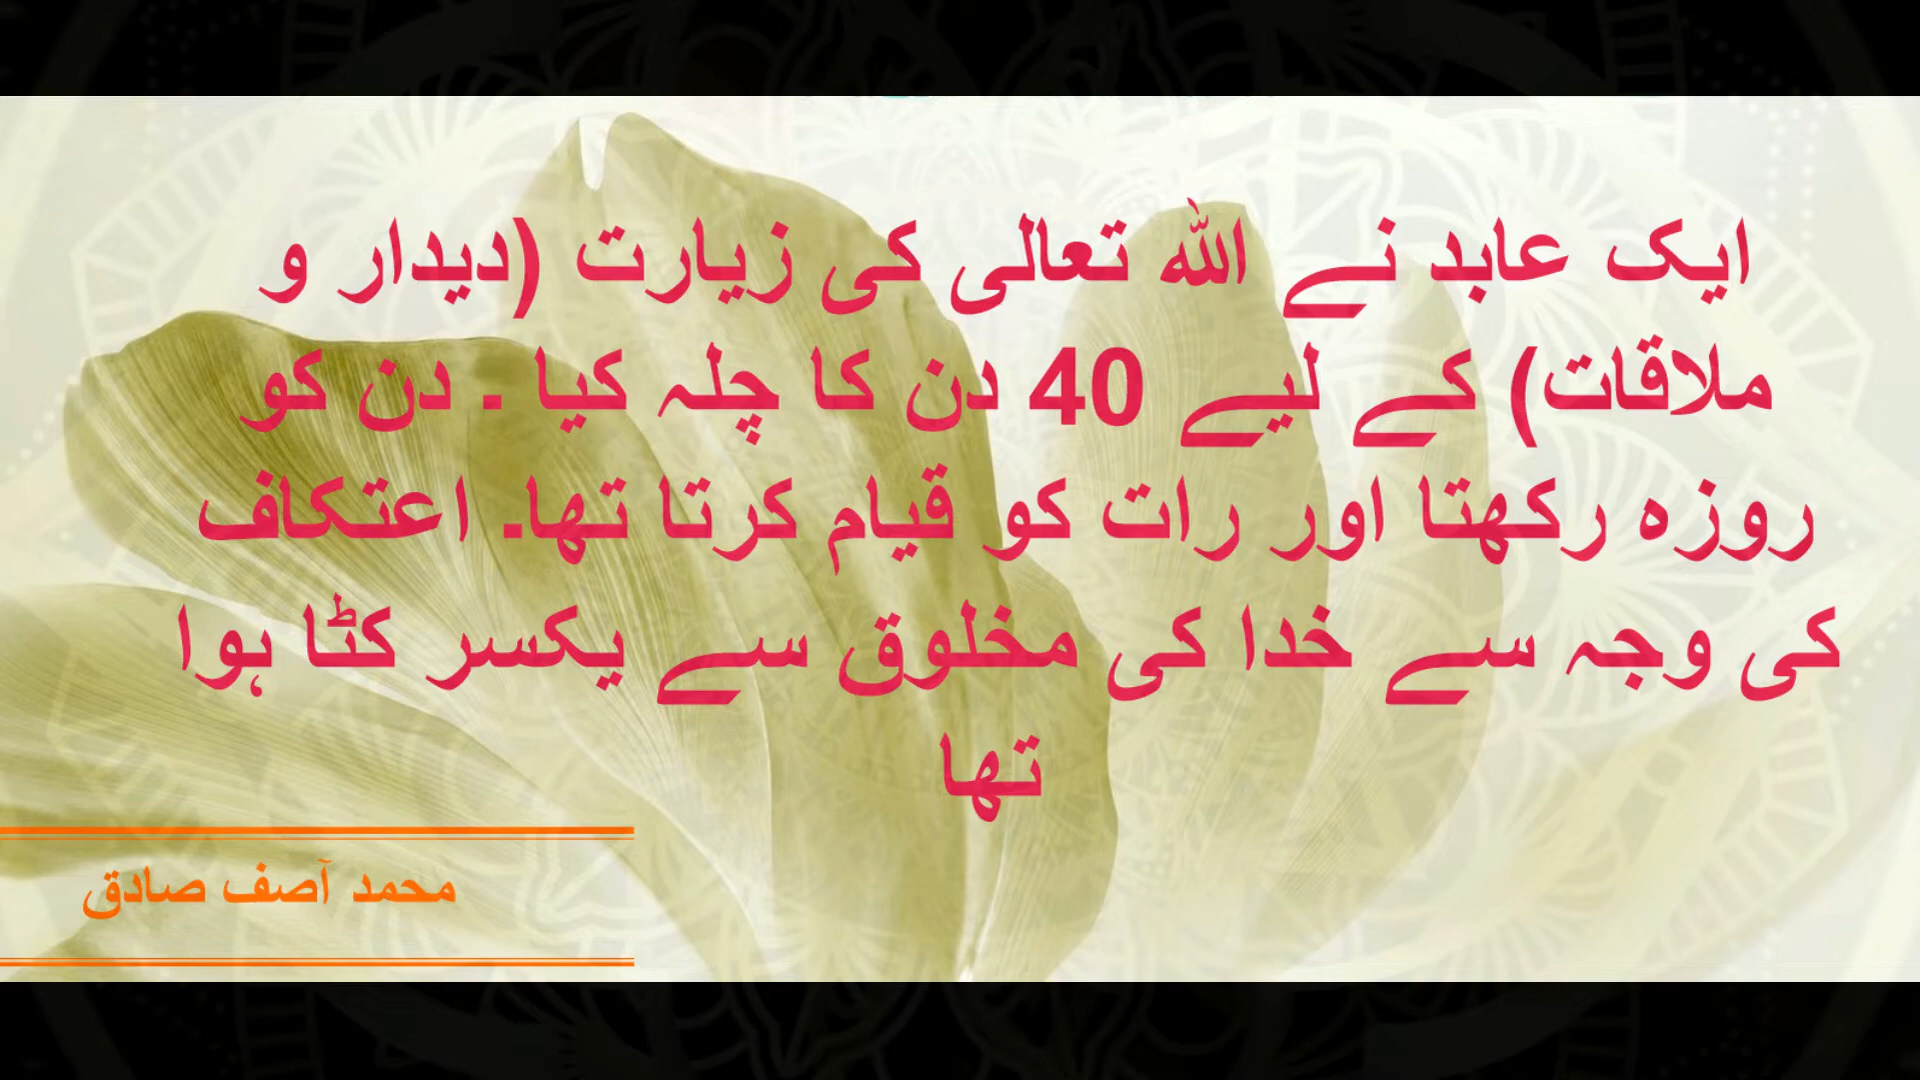 ایک عابد نے اللہ تعالی کی زیارت (دیدار و
ملاقات) کے لیے 40 دن کا چلہ کیا ۔ دن کو
روزہ رکھتا اور رات کو قیام کرتا تھا۔ اعتکاف
کی وجہ سے خدا کی مخلوق سے یکسر کٹا ہوا
تھا
محمد آصف صادق